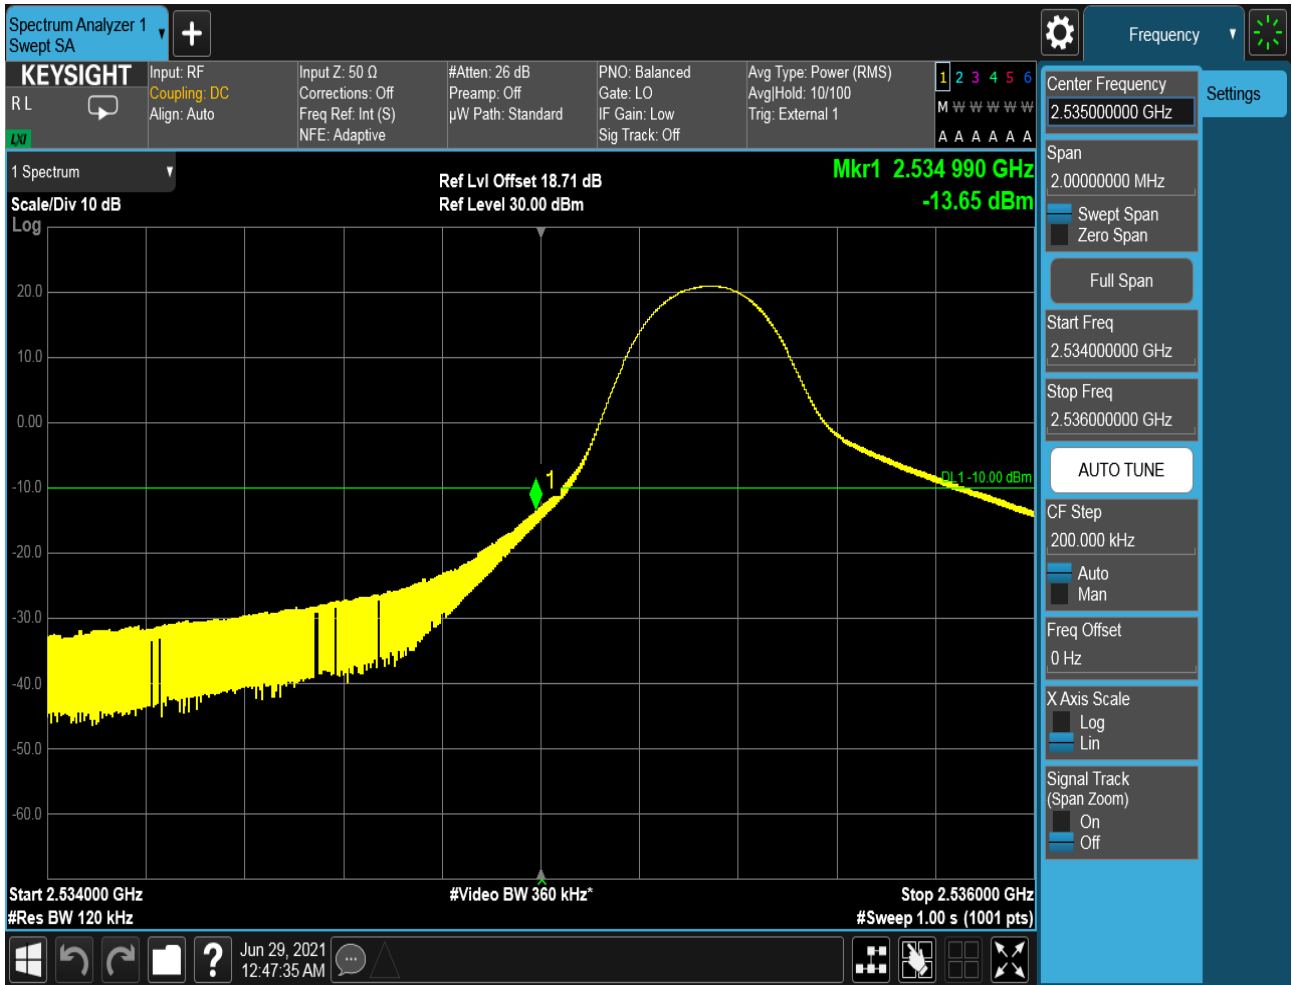 Spectrum Analyzer 1
Swept SA
Frequency
KEYSIGHT
R L
LXI
Input: RF
Coupling: DC
Align: Auto
Input Z: 50 Ω
Corrections: Off
Freq Ref: Int (S)
NFE: Adaptive
#Atten: 26 dB
Preamp: Off
µW Path: Standard
PNO: Balanced
Gate: LO
IF Gain: Low
Sig Track: Off
Avg Type: Power (RMS)
Avg|Hold: 10/100
Trig: External 1
1 2 3 4 5 6
M W W W W W
A A A A A A
1 Spectrum
Scale/Div 10 dB
Log
Ref Lvl Offset 18.71 dB
Ref Level 30.00 dBm
Mkr1 2.534 990 GHz
-13.65 dBm
20.0
10.0
0.00
-10.0
-20.0
-30.0
-40.0
-50.0
-60.0
1
DL1 -10.00 dBm
Start 2.534000 GHz
#Res BW 120 kHz
#Video BW 360 kHz*
Stop 2.536000 GHz
#Sweep 1.00 s (1001 pts)
Jun 29, 2021
12:47:35 AM
Center Frequency
2.535000000 GHz
Settings
Span
2.00000000 MHz
Swept Span
Zero Span
Full Span
Start Freq
2.534000000 GHz
Stop Freq
2.536000000 GHz
AUTO TUNE
CF Step
200.000 kHz
Auto
Man
Freq Offset
0 Hz
X Axis Scale
Log
Lin
Signal Track
(Span Zoom)
On
Off